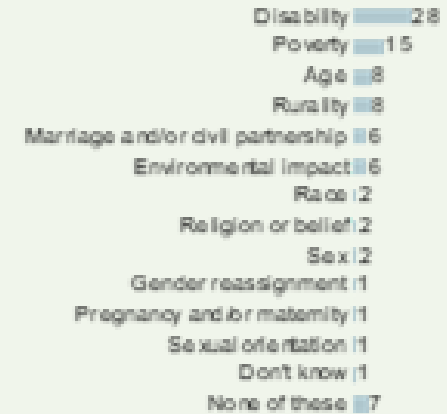 Disability 28
Poverty 15
Age 8
Rurality 8
Marriage and/or civil partnership 6
Environmental impact 6
Race 2
Religion or belief 2
Sex 2
Gender reassignment 1
Pregnancy and/or maternity 1
Sexual orientation 1
Don't know 1
None of these 7